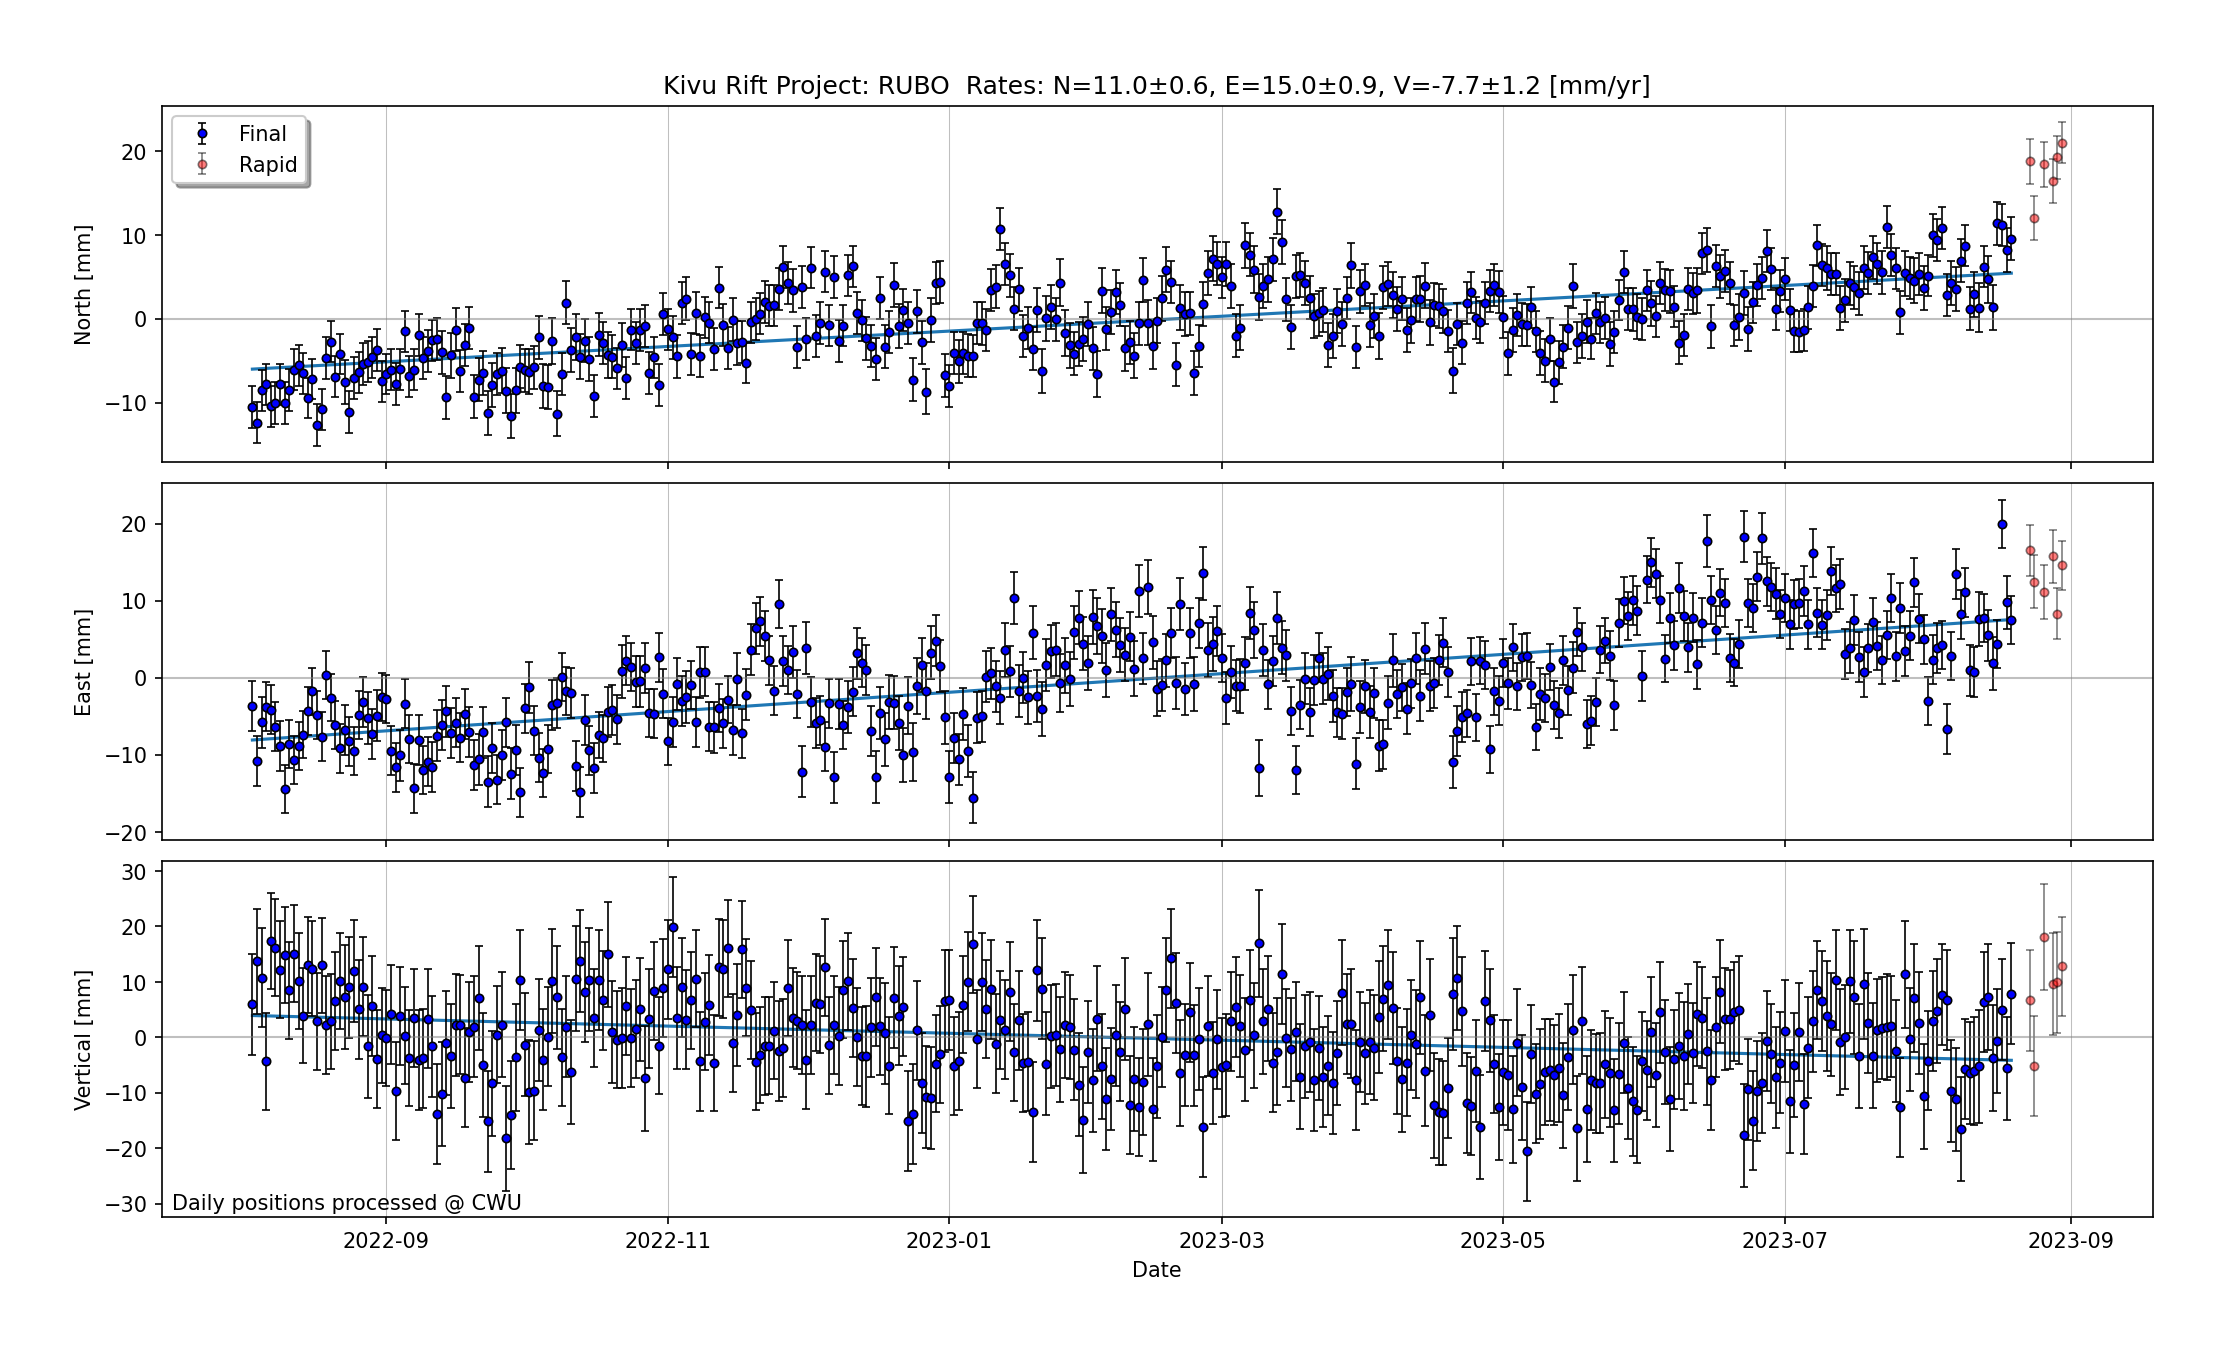 Kivu Rift Project: RUBO  Rates: N=11.0±0.6, E=15.0±0.9, V=-7.7±1.2 [mm/yr]
Final
Rapid
North [mm]
20
10
0
−10
East [mm]
20
10
0
−10
−20
Vertical [mm]
30
20
10
0
−10
−20
−30
Daily positions processed @ CWU
2022-09 2022-11 2023-01 2023-03 2023-05 2023-07 2023-09
Date